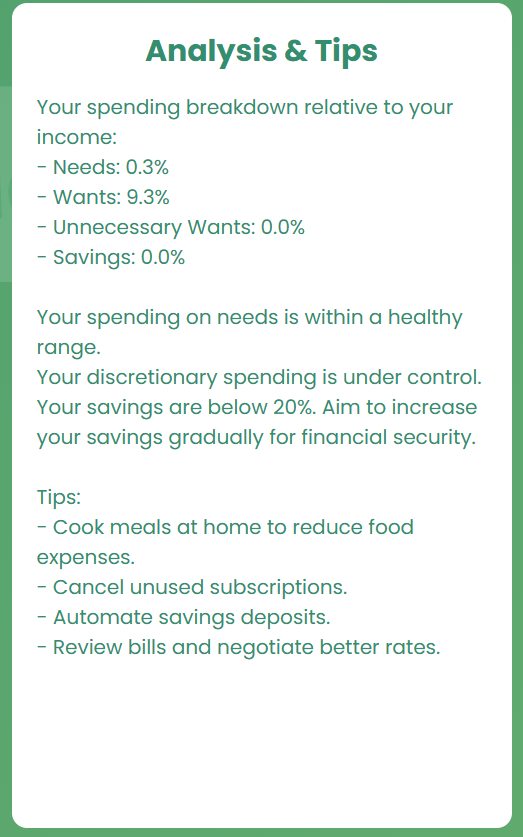 Analysis & Tips
Your spending breakdown relative to your
income:
- Needs: 0.3%
- Wants: 9.3%
- Unnecessary Wants: 0.0%
- Savings: 0.0%
Your spending on needs is within a healthy
range.
Your discretionary spending is under control.
Your savings are below 20%. Aim to increase
your savings gradually for financial security.
Tips:
- Cook meals at home to reduce food
expenses.
- Cancel unused subscriptions.
- Automate savings deposits.
- Review bills and negotiate better rates.